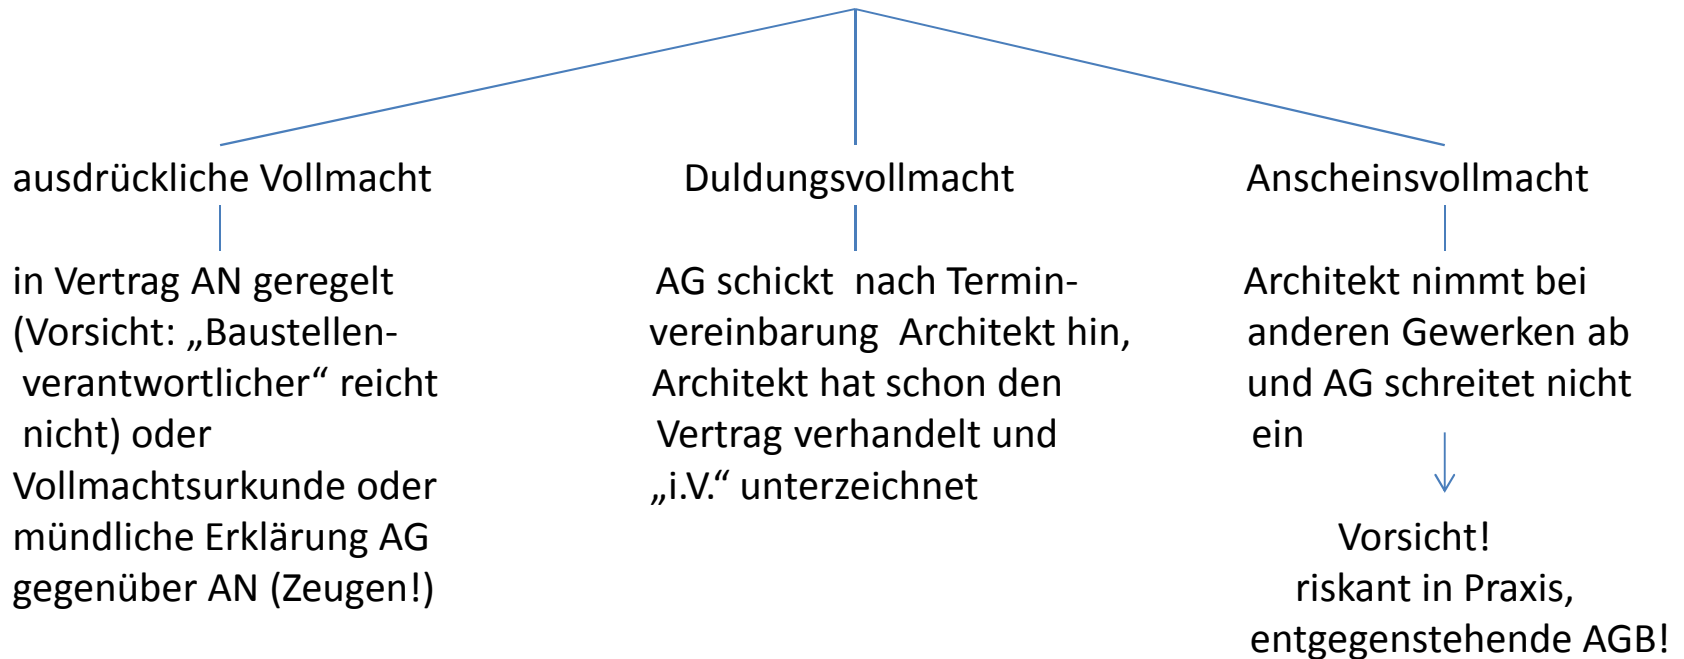 ausdrückliche Vollmacht
in Vertrag AN geregelt
(Vorsicht: „Baustellen-
verantwortlicher“ reicht
nicht) oder
Vollmachtsurkunde oder
mündliche Erklärung AG
gegenüber AN (Zeugen!)
Duldungsvollmacht
AG schickt nach Termin-
vereinbarung Architekt hin,
Architekt hat schon den
Vertrag verhandelt und
„i.V.“ unterzeichnet
Anscheinsvollmacht
Architekt nimmt bei
anderen Gewerken ab
und AG schreitet nicht
ein
Vorsicht!
riskant in Praxis,
entgegenstehende AGB!